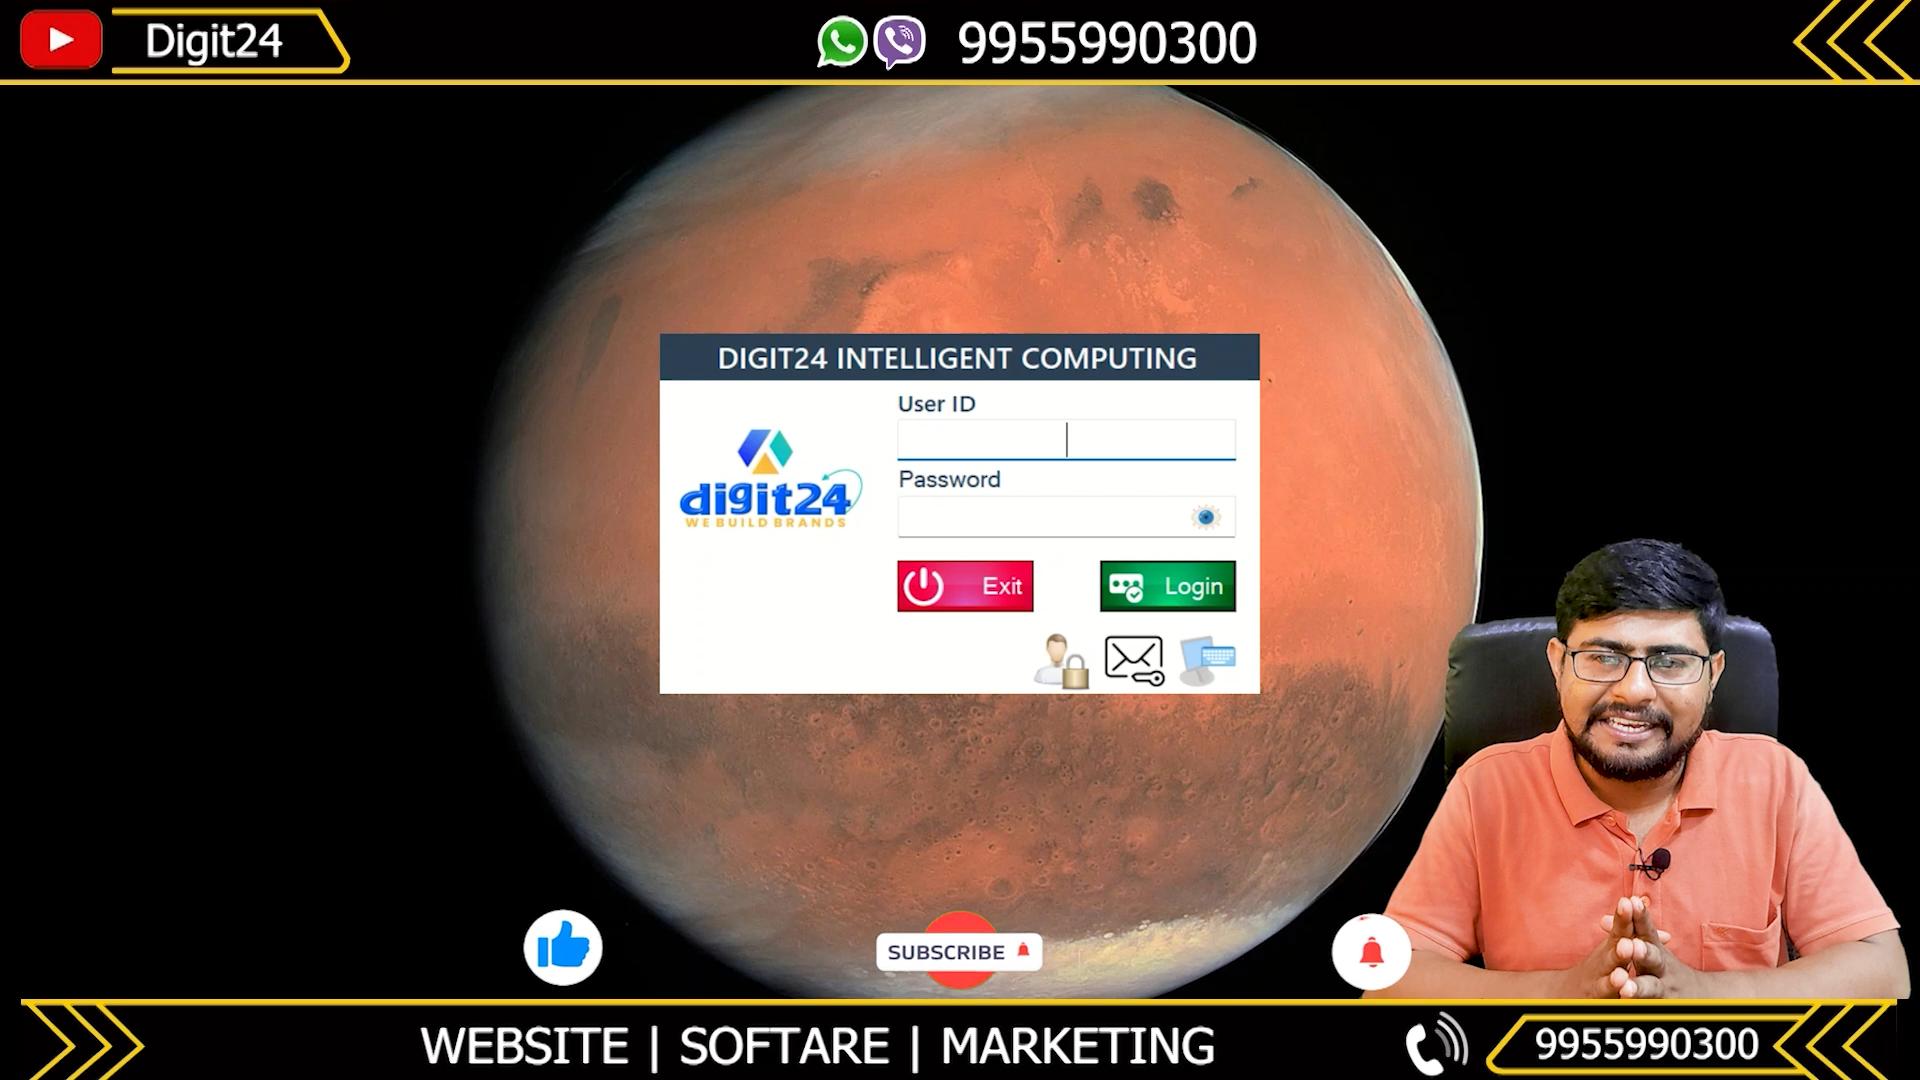 Digit24
9955990300
DIGIT24 INTELLIGENT COMPUTING
User ID
digit24
WE BUILD BRANDS
Password
Exit
Login
SUBSCRIBE
WEBSITE | SOFTARE | MARKETING
9955990300